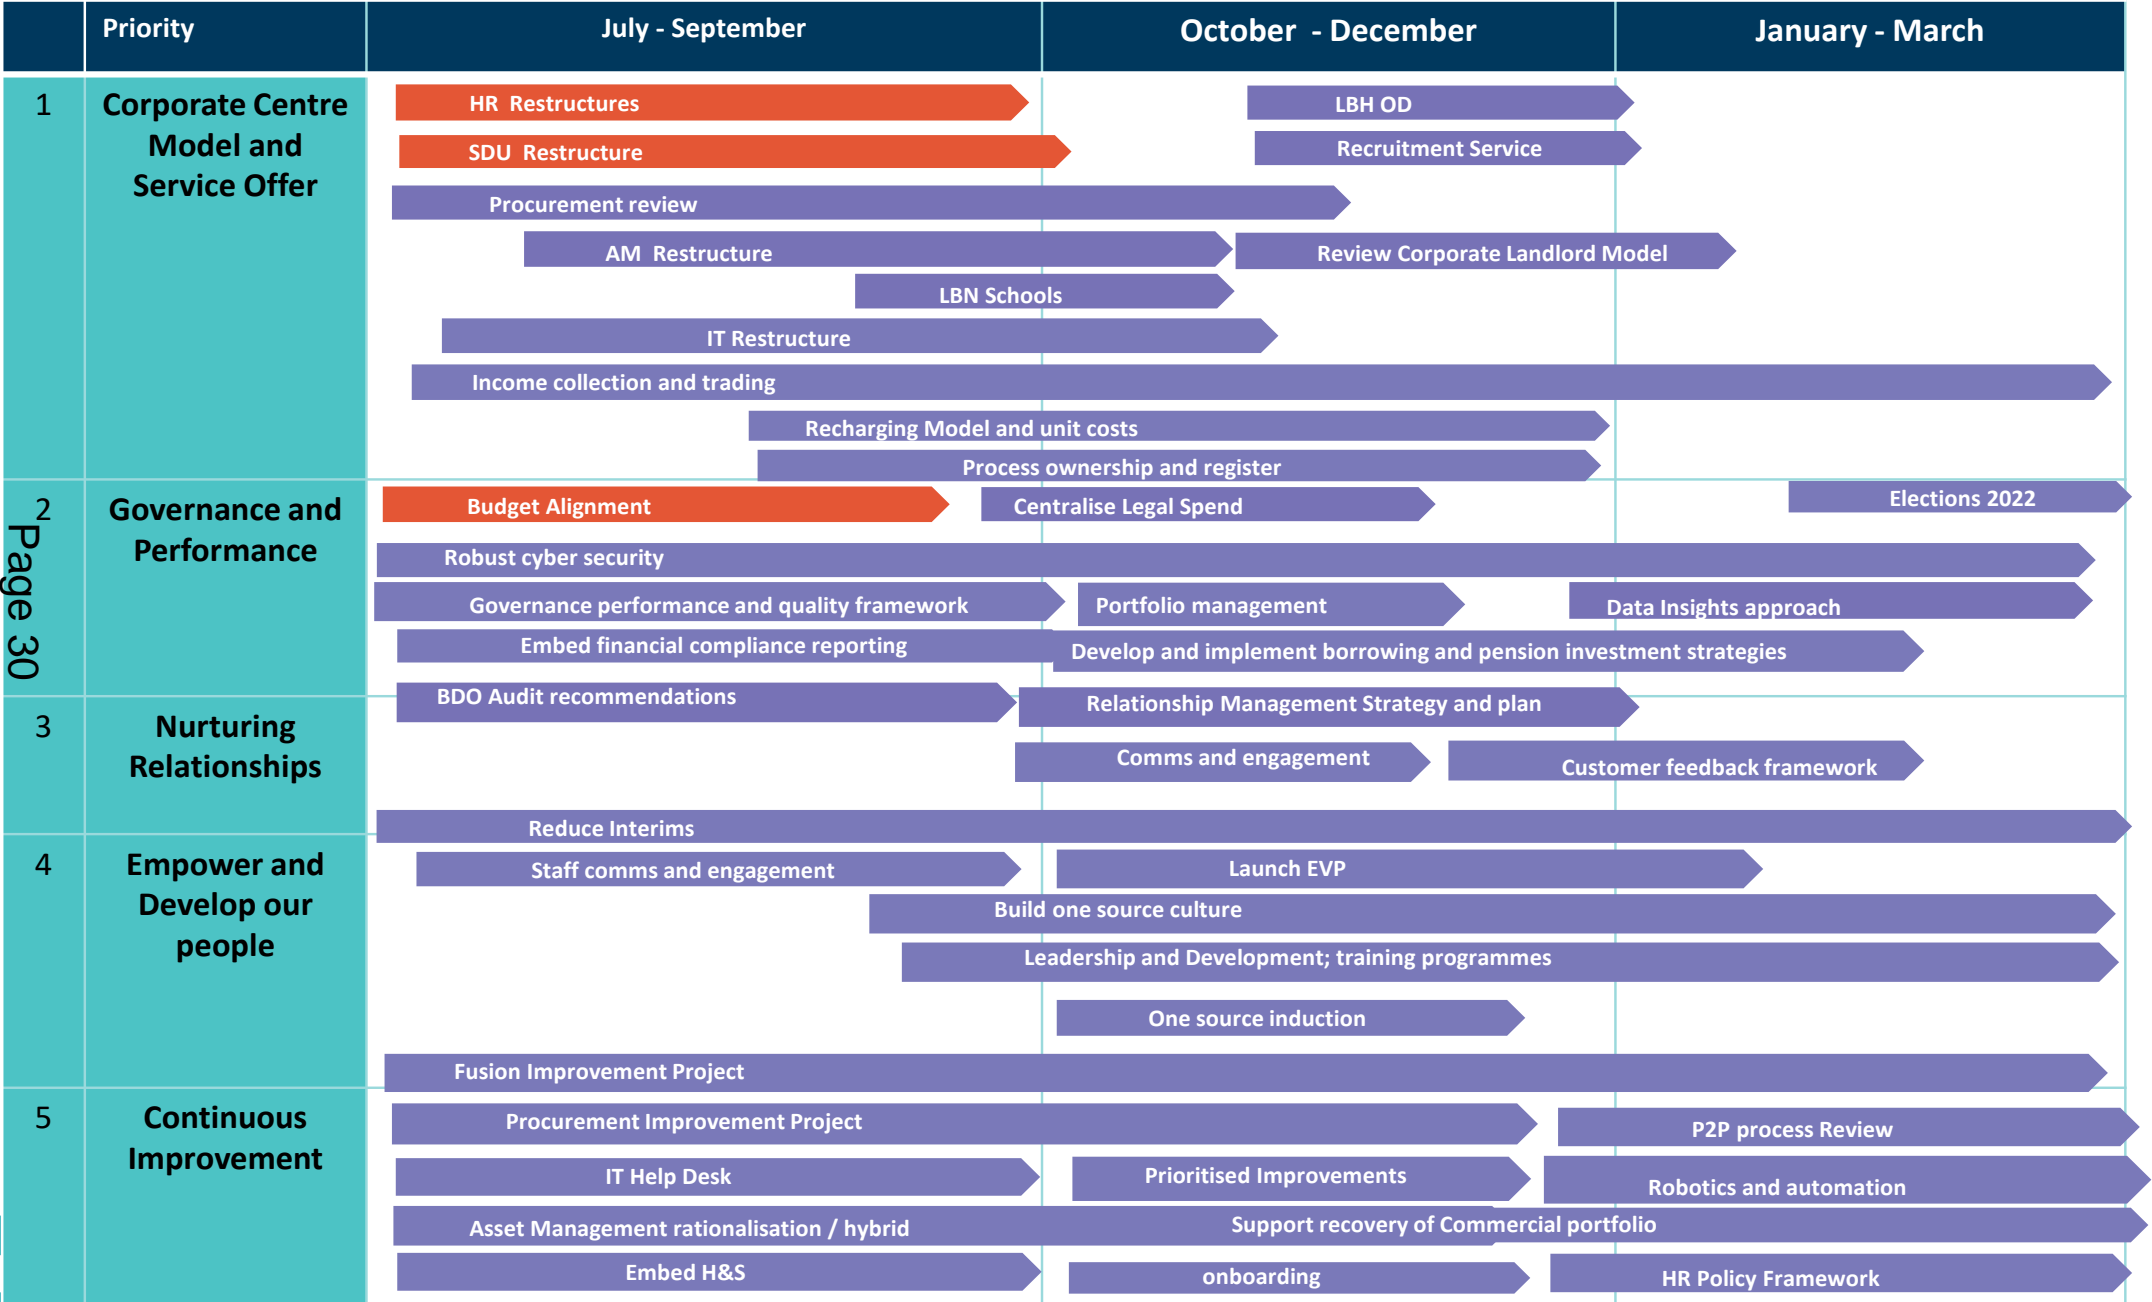 Priority
July - September
October - December
January - March
1
Corporate Centre
Model and
Service Offer
HR Restructures
LBH OD
SDU Restructure
Recruitment Service
Procurement review
AM Restructure
Review Corporate Landlord Model
LBN Schools
IT Restructure
Income collection and trading
Recharging Model and unit costs
Process ownership and register
2
Governance and
Performance
Budget Alignment
Centralise Legal Spend
Elections 2022
Robust cyber security
Governance performance and quality framework
Portfolio management
Data Insights approach
Embed financial compliance reporting
Develop and implement borrowing and pension investment strategies
Page 30
BDO Audit recommendations
Relationship Management Strategy and plan
3
Nurturing
Relationships
Comms and engagement
Customer feedback framework
Reduce Interims
4
Empower and
Develop our
people
Staff comms and engagement
Launch EVP
Build one source culture
Leadership and Development; training programmes
One source induction
Fusion Improvement Project
5
Continuous
Improvement
Procurement Improvement Project
P2P process Review
IT Help Desk
Prioritised Improvements
Robotics and automation
Asset Management rationalisation / hybrid
Support recovery of Commercial portfolio
Embed H&S
onboarding
HR Policy Framework